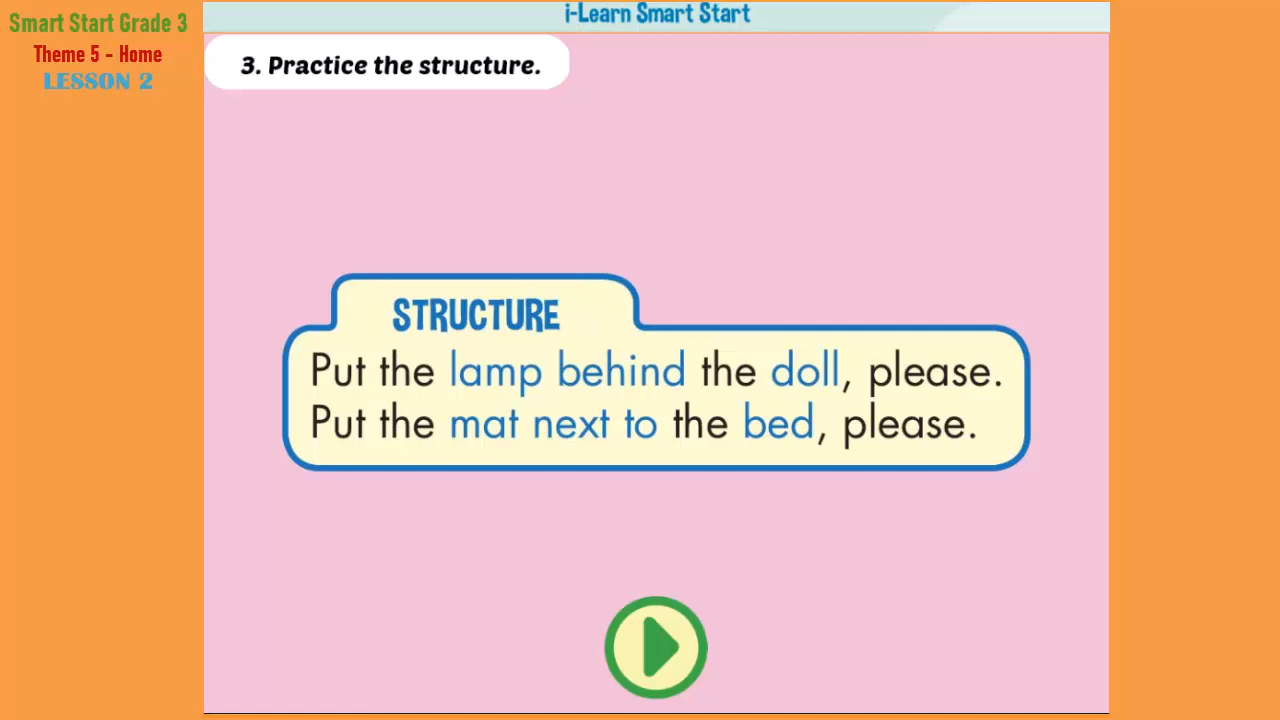 Smart Start Grade 3
Theme 5 - Home
LESSON 2
i-Learn Smart Start
3. Practice the structure.
STRUCTURE
Put the lamp behind the doll, please.
Put the mat next to the bed, please.